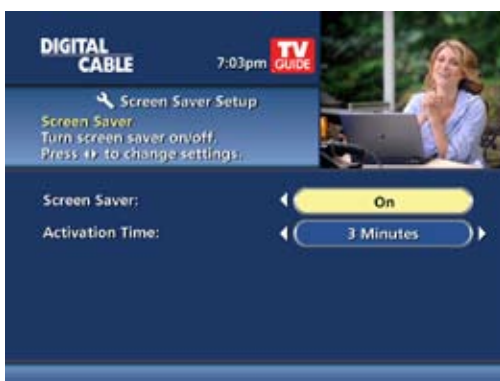 DIGITAL
CABLE
7:03pm
TV
GUIDE
Screen Saver Setup
Screen Saver
Turn screen saver on/off.
Press ◂▸ to change settings.
Screen Saver:
On
Activation Time:
3 Minutes